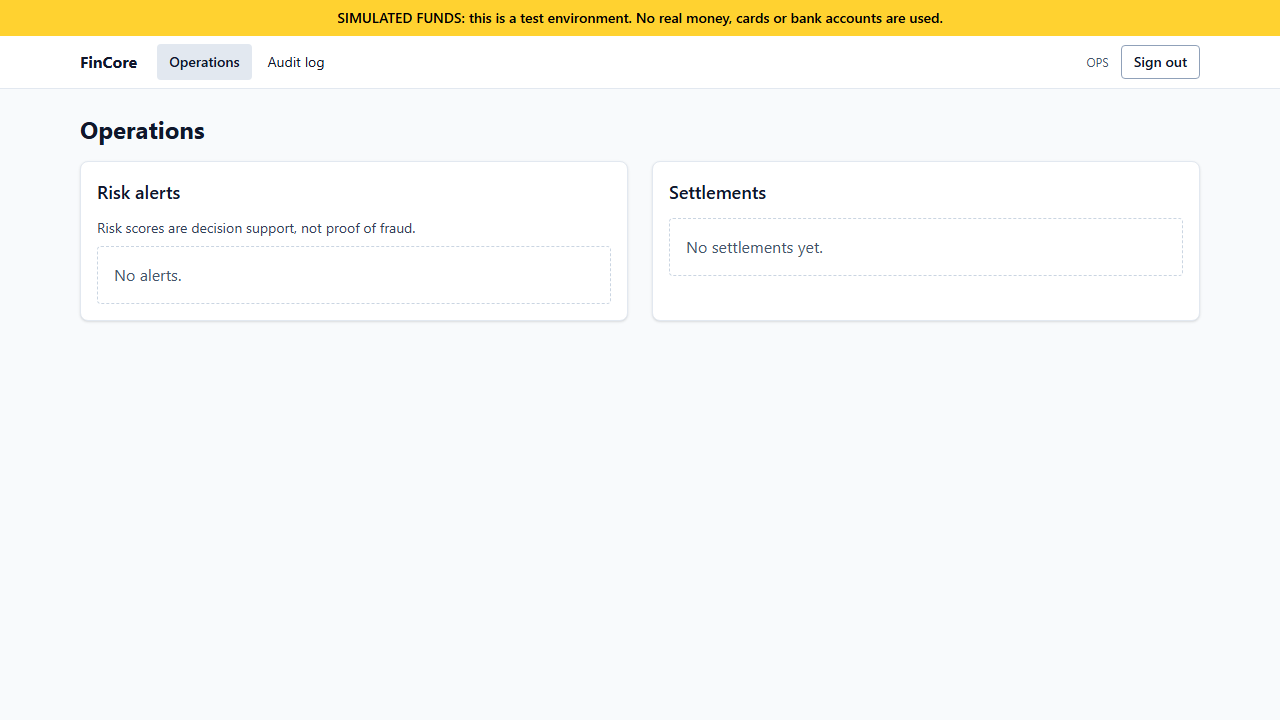 SIMULATED FUNDS: this is a test environment. No real money, cards or bank accounts are used.
FinCore Operations Audit log OPS Sign out
Operations
Risk alerts
Risk scores are decision support, not proof of fraud.
No alerts.
Settlements
No settlements yet.